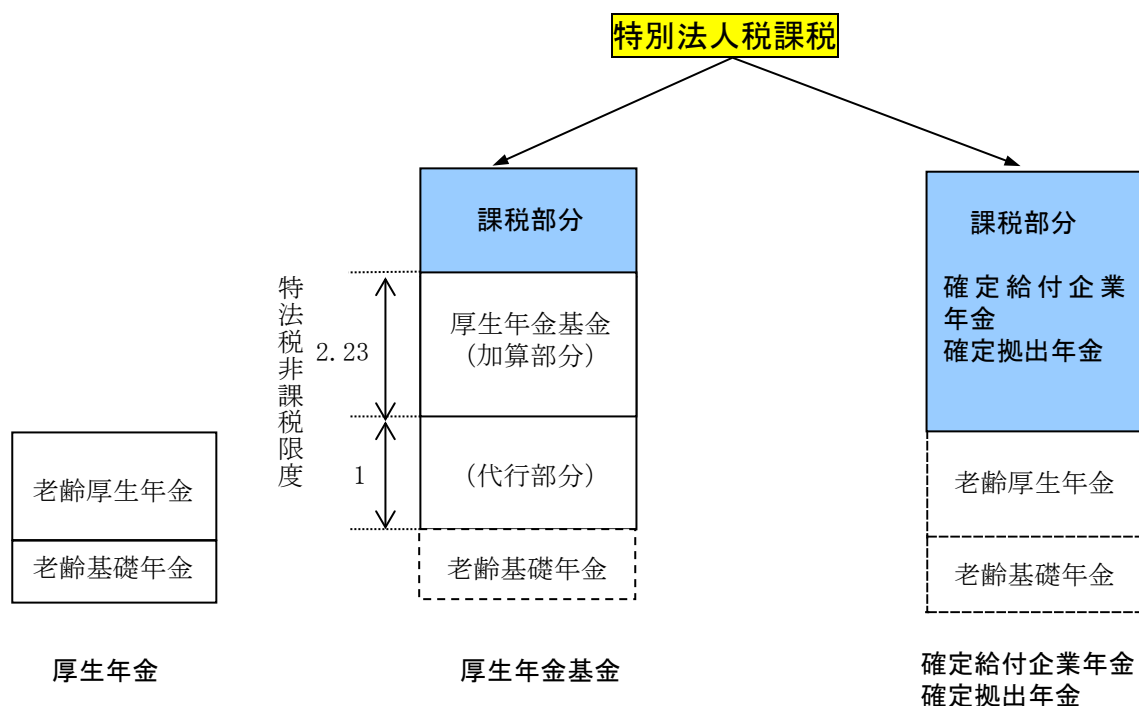 特別法人税課税
老齢厚生年金
老齢基礎年金
厚生年金
特法税非課税限度
2.23
1
課税部分
厚生年金基金
(加算部分)
(代行部分)
老齢基礎年金
厚生年金基金
課税部分
確定給付企業
年金
確定拠出年金
老齢厚生年金
老齢基礎年金
確定給付企業年金
確定拠出年金